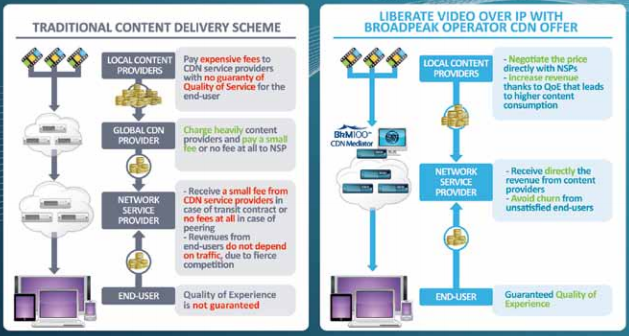 TRADITIONAL CONTENT DELIVERY SCHEME
LOCAL CONTENT
PROVIDERS
Pay expensive fees to
CDN service providers
with no guaranty of
Quality of Service for the
end-user
GLOBAL CDN
PROVIDER
Charge heavily content
providers and pay a small
fee or no fee at all to NSP
NETWORK
SERVICE
PROVIDER
- Receive a small fee from
CDN service providers in
case of transit contract or
no fees at all in case of
peering
- Revenues from
end-users do not depend
on traffic, due to fierce
competition
END-USER
Quality of Experience
is not guaranteed
LIBERATE VIDEO OVER IP WITH
BROADPEAK OPERATOR CDN OFFER
LOCAL CONTENT
PROVIDERS
- Negotiate the price
directly with NSPs
- Increase revenue
thanks to QoE that leads
to higher content
consumption
BRM100™
CDN Mediator
NETWORK
SERVICE
PROVIDER
- Receive directly the
revenue from content
providers
- Avoid churn from
unsatisfied end-users
END-USER
Guaranteed Quality of
Experience